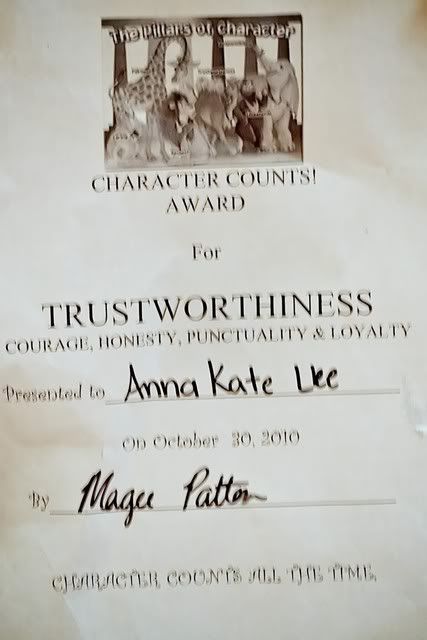 The Pillars of Character
CHARACTER COUNTS!
AWARD
For
TRUSTWORTHINESS
COURAGE, HONESTY, PUNCTUALITY & LOYALTY
Presented to Anna Kate Lee
On October 30, 2010
By Magee Patton
CHARACTER COUNTS ALL THE TIME.